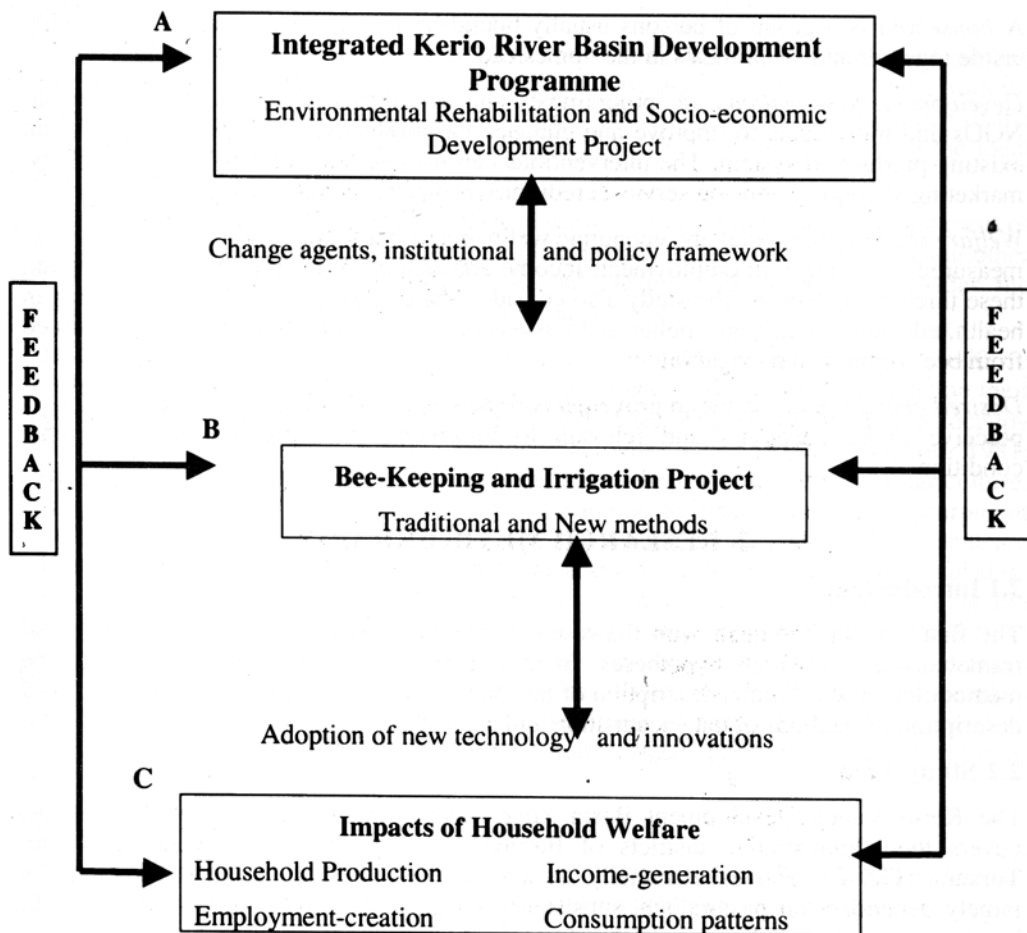 A
Integrated Kerio River Basin Development
Programme
Environmental Rehabilitation and Socio-economic
Development Project
Change agents, institutional and policy framework
FEEDBACK
FEEDBACK
B
Bee-Keeping and Irrigation Project
Traditional and New methods
Adoption of new technology and innovations
C
Impacts of Household Welfare
Household Production Income-generation
Employment-creation Consumption patterns